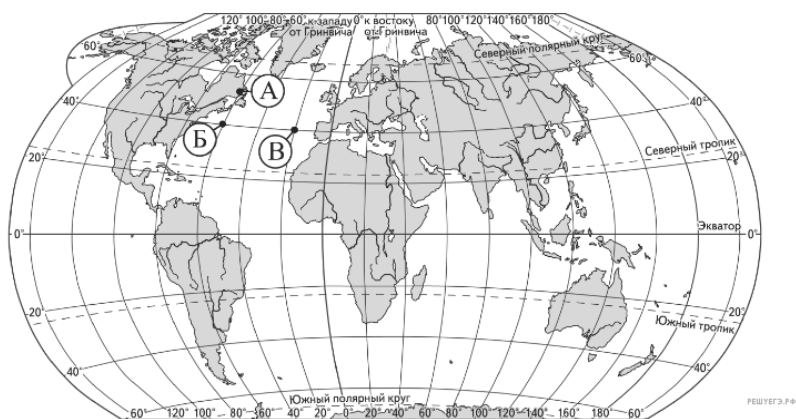 120° 100° 80° 60° к западу 0° к востоку 80° 100° 120° 140° 160° 180°
от Гринвича от Гринвича
Северный полярный круг
60° 60°
А
40° 40°
Б В
Северный тропик
20° 20°
Экватор
0° 0°
20° 20°
Южный тропик
40° 40°
Южный полярный круг
60° 120° 100° 80° 60° 40° 20° 0° 20° 40° 60° 80° 100° 120° 140° 160° 180° 60°
РЕШУЕГЭ.РФ